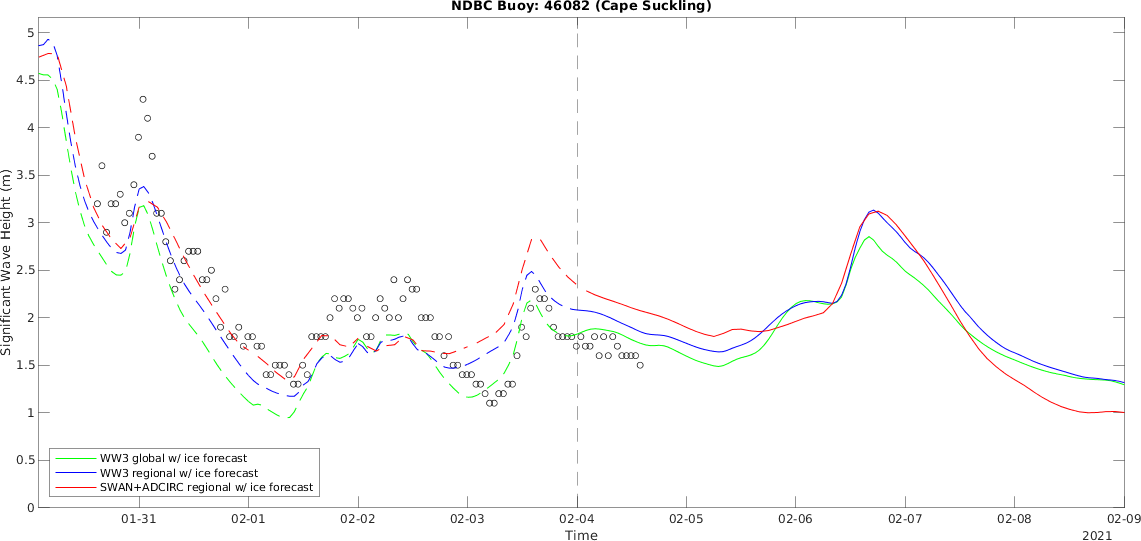 NDBC Buoy: 46082 (Cape Suckling)
Significant Wave Height (m)
5
4.5
4
3.5
3
2.5
2
1.5
1
0.5
0
WW3 global w/ ice forecast
WW3 regional w/ ice forecast
SWAN+ADCIRC regional w/ ice forecast
01-31 02-01 02-02 02-03 02-04 02-05 02-06 02-07 02-08 02-09
Time
2021